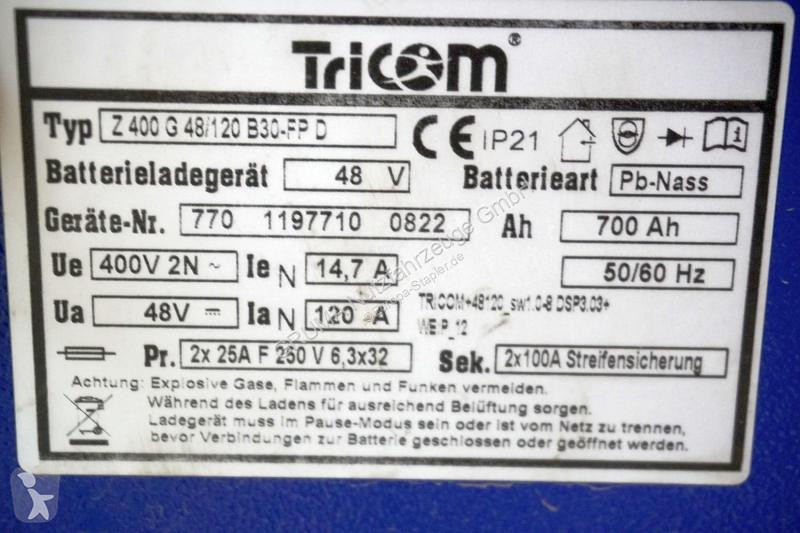 TriCOM®
Typ Z 400 G 48/120 B30-FP D CE IP21
Batterieladegerät 48 V Batterieart Pb-Nass
Geräte-Nr. 770 1197710 0822 Ah 700 Ah
Ue 400V 2N ~ Ie N 14,7 A 50/60 Hz
Ua 48V Ia N 120 A TRICOM+48120_sw1.0-8 DSP3.03+
WET_P_12
Pr. 2x 25A F 250 V 6,3x32 Sek. 2x100A Streifensicherung
Achtung: Explosive Gase, Flammen und Funken vermeiden.
Während des Ladens für ausreichend Belüftung sorgen.
Ladegerät muss im Pause-Modus sein oder ist vom Netz zu trennen,
bevor Verbindungen zur Batterie geschlossen oder geöffnet werden.